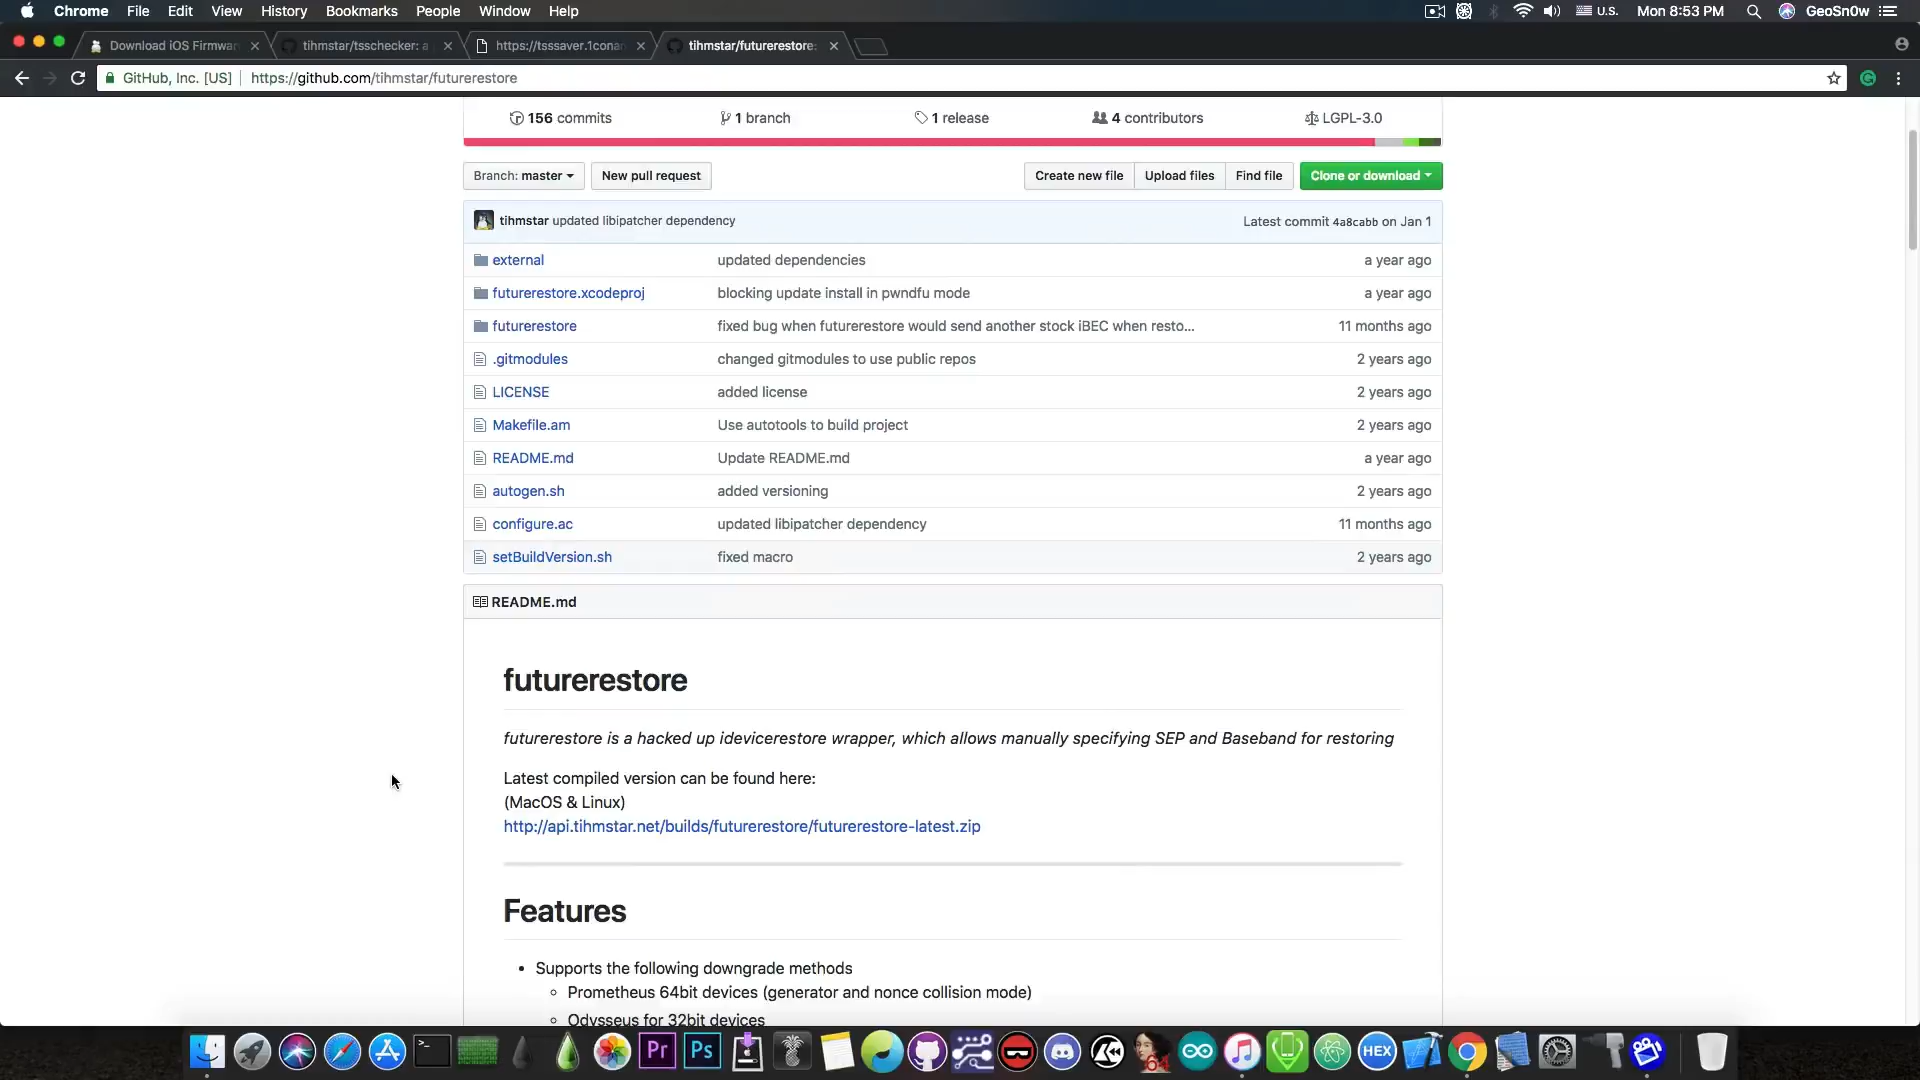 Chrome File Edit View History Bookmarks People Window Help U.S. Mon 8:53 PM GeoSn0w
Download iOS Firmwar tihmstar/tsschecker: a https://tsssaver.1conan tihmstar/futurerestore:
GitHub, Inc. [US] https://github.com/tihmstar/futurerestore
156 commits 1 branch 1 release 4 contributors LGPL-3.0
Branch: master New pull request Create new file Upload files Find file Clone or download
tihmstar updated libipatcher dependency Latest commit 4a8cabb on Jan 1
external updated dependencies a year ago
futurerestore.xcodeproj blocking update install in pwndfu mode a year ago
futurerestore fixed bug when futurerestore would send another stock iBEC when resto... 11 months ago
.gitmodules changed gitmodules to use public repos 2 years ago
LICENSE added license 2 years ago
Makefile.am Use autotools to build project 2 years ago
README.md Update README.md a year ago
autogen.sh added versioning 2 years ago
configure.ac updated libipatcher dependency 11 months ago
setBuildVersion.sh fixed macro 2 years ago
README.md
futurerestore
futurerestore is a hacked up idevicerestore wrapper, which allows manually specifying SEP and Baseband for restoring
Latest compiled version can be found here:
(MacOS & Linux)
http://api.tihmstar.net/builds/futurerestore/futurerestore-latest.zip
Features
• Supports the following downgrade methods
◦ Prometheus 64bit devices (generator and nonce collision mode)
◦ Odysseus for 32bit devices
Pr Ps 64 HEX